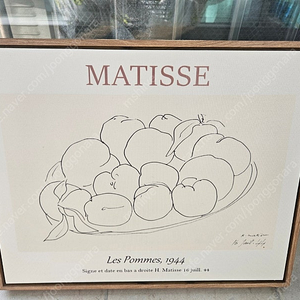 MATISSE
Les Pommes, 1944
Signe et date en bas a droite H. Matisse 10 juill. 44